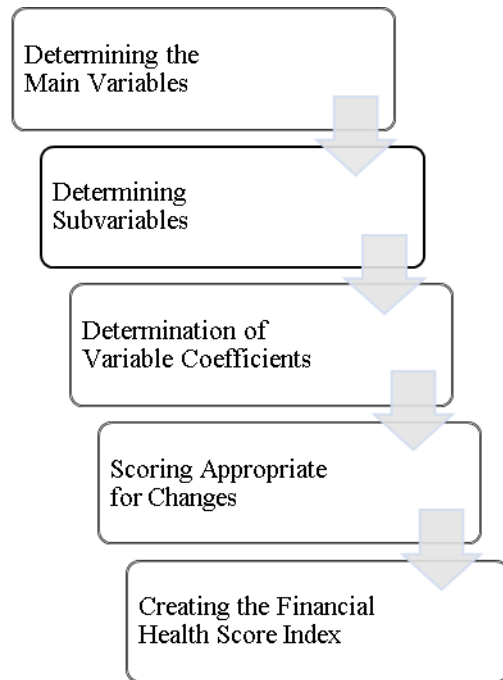 Determining the
Main Variables
Determining
Subvariables
Determination of
Variable Coefficients
Scoring Appropriate
for Changes
Creating the Financial
Health Score Index